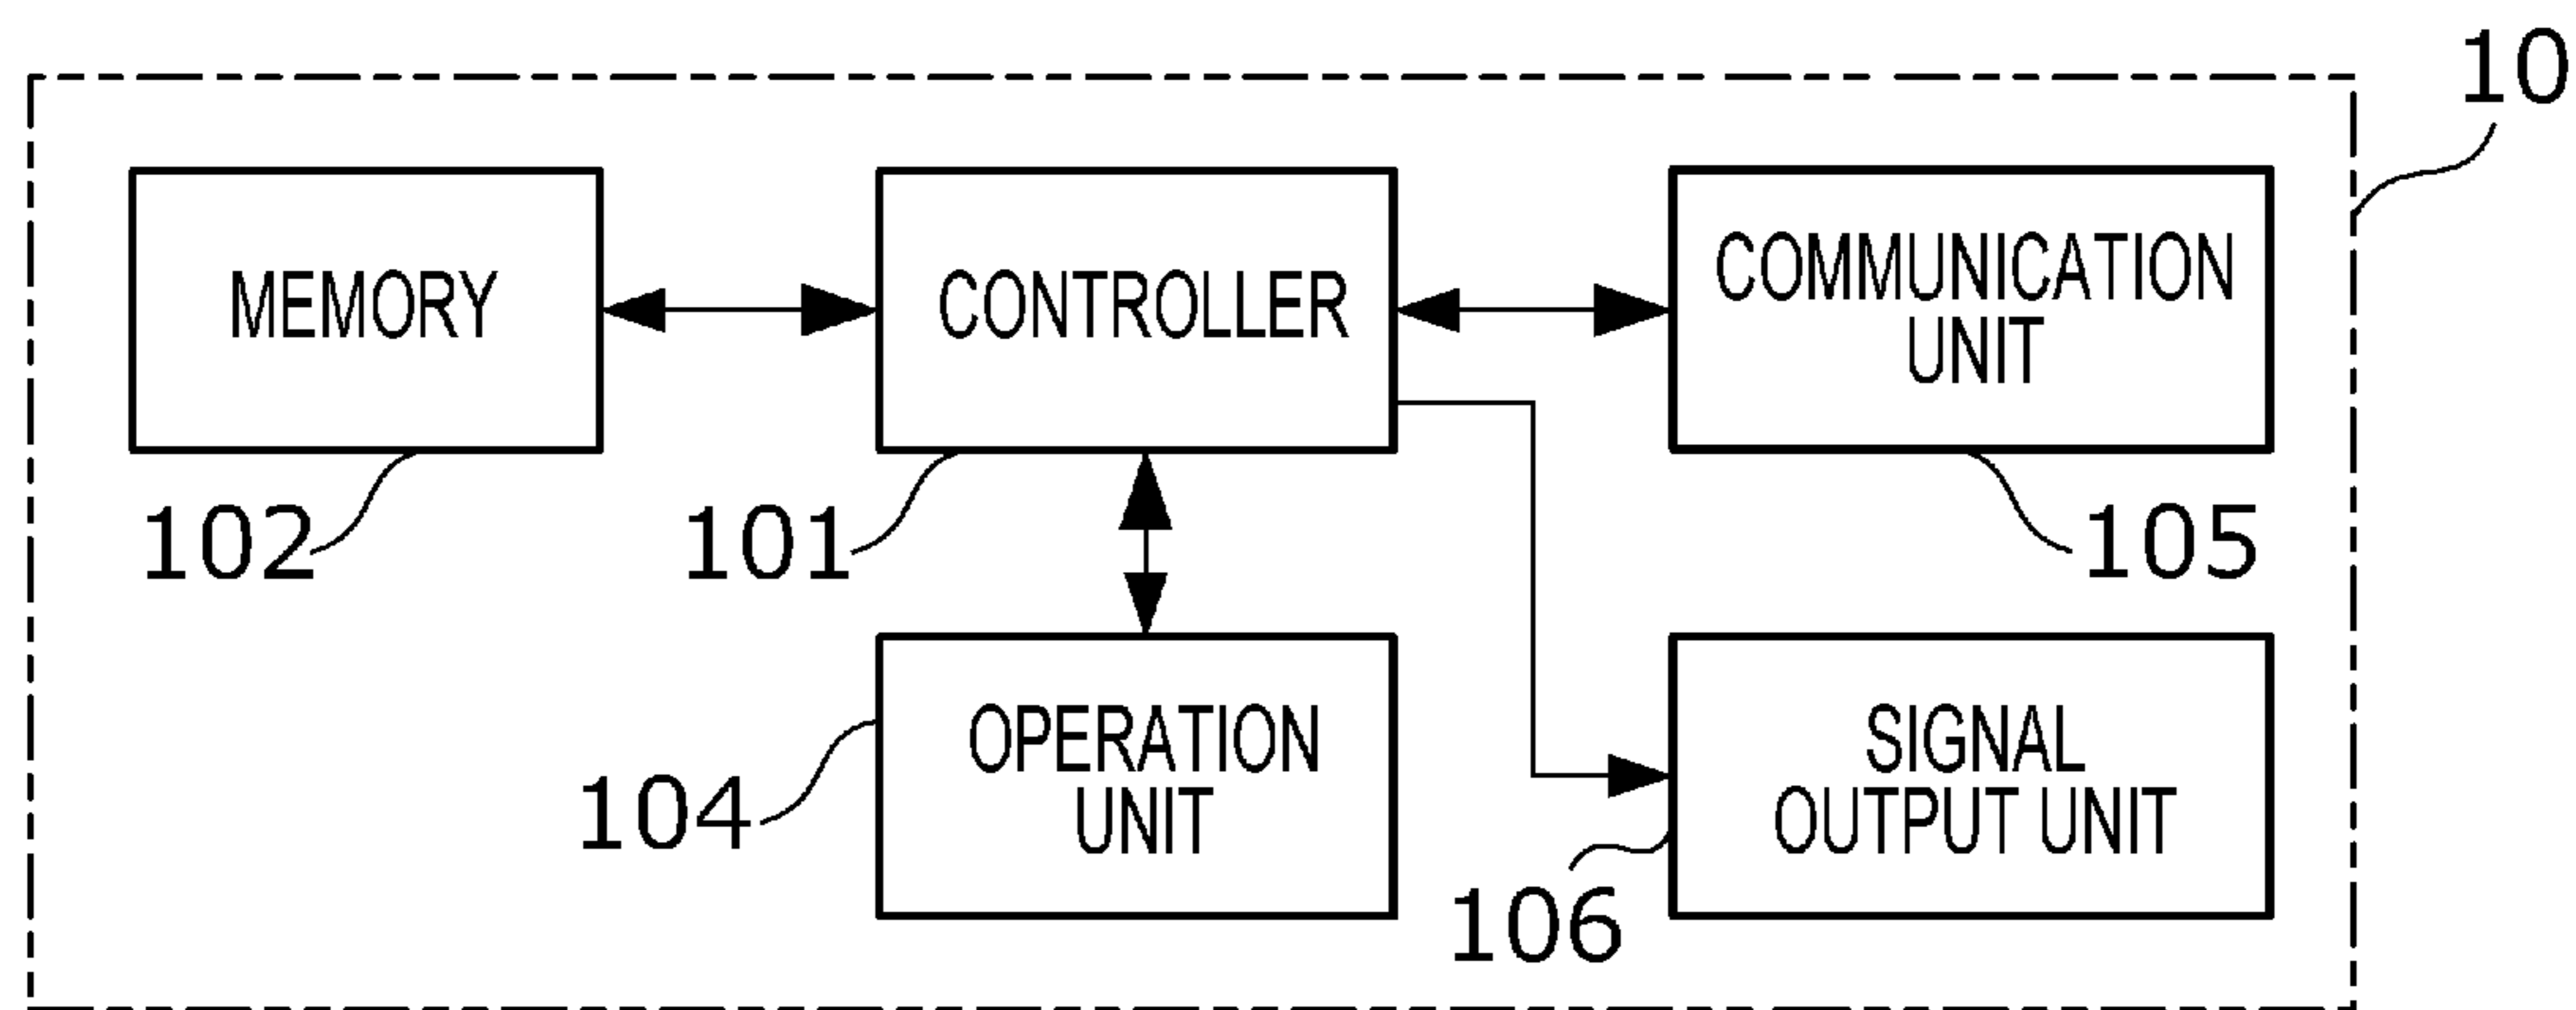 10
MEMORY
CONTROLLER
COMMUNICATION
UNIT
102
101
105
OPERATION
UNIT
SIGNAL
OUTPUT UNIT
104
106